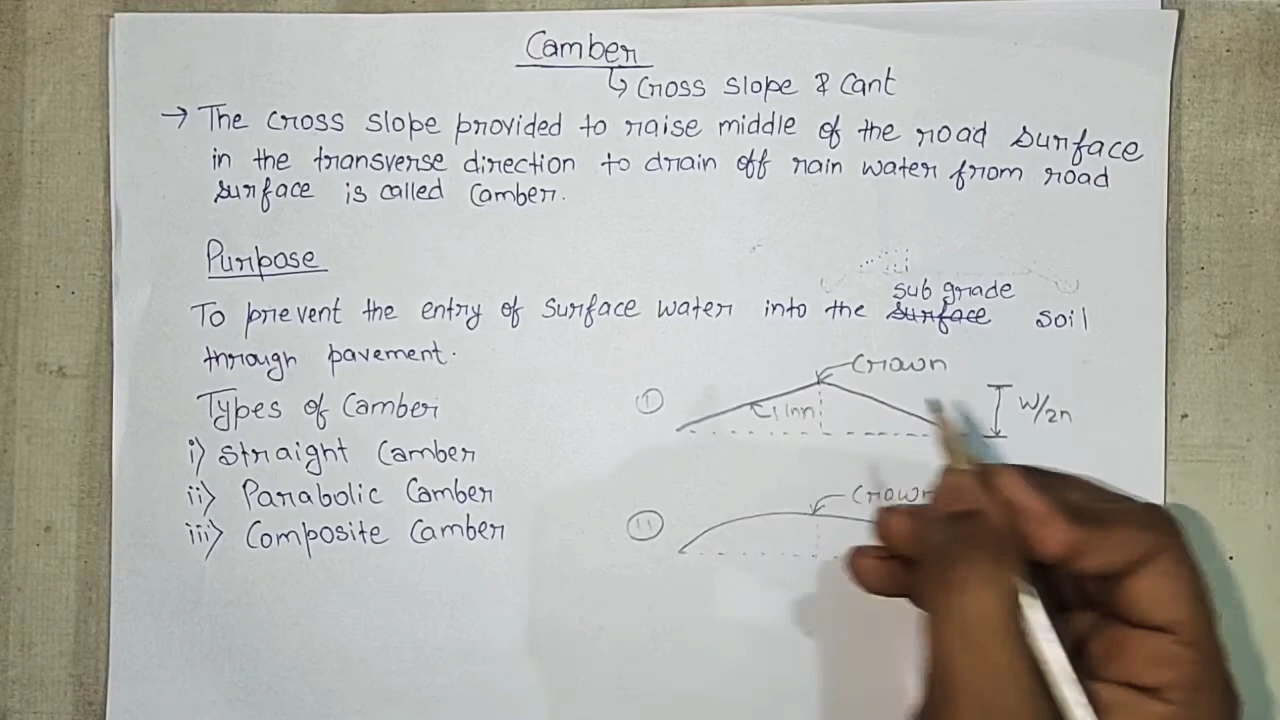 Camber
↳ Cross slope & Cant
→ The cross slope provided to raise middle of the road surface
in the transverse direction to drain off rain water from road
surface is called Camber.
Purpose
sub grade
To prevent the entry of surface water into the surface soil
through pavement.
Crown
Types of Camber
① 1 in n W/2n
i) Straight Camber
ii) Parabolic Camber
Crown
ii
iii) Composite Camber